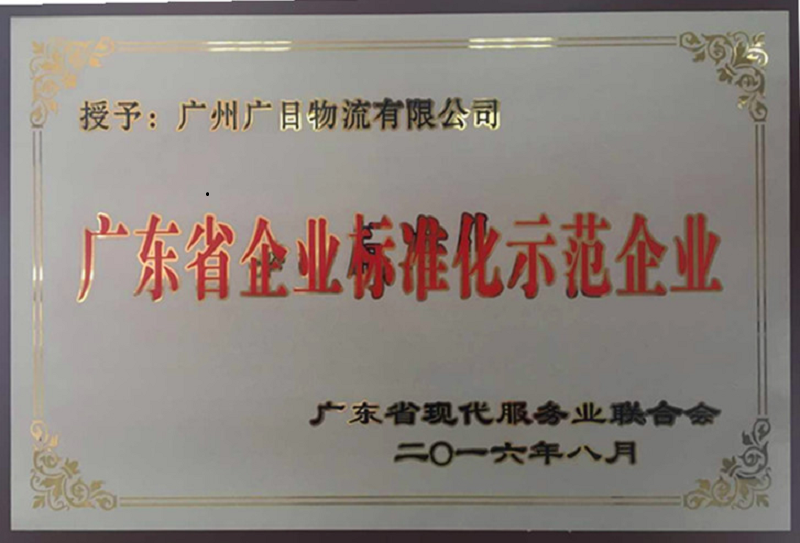 授予：广州广日物流有限公司
广东省企业标准化示范企业
广东省现代服务业联合会
二〇一六年八月